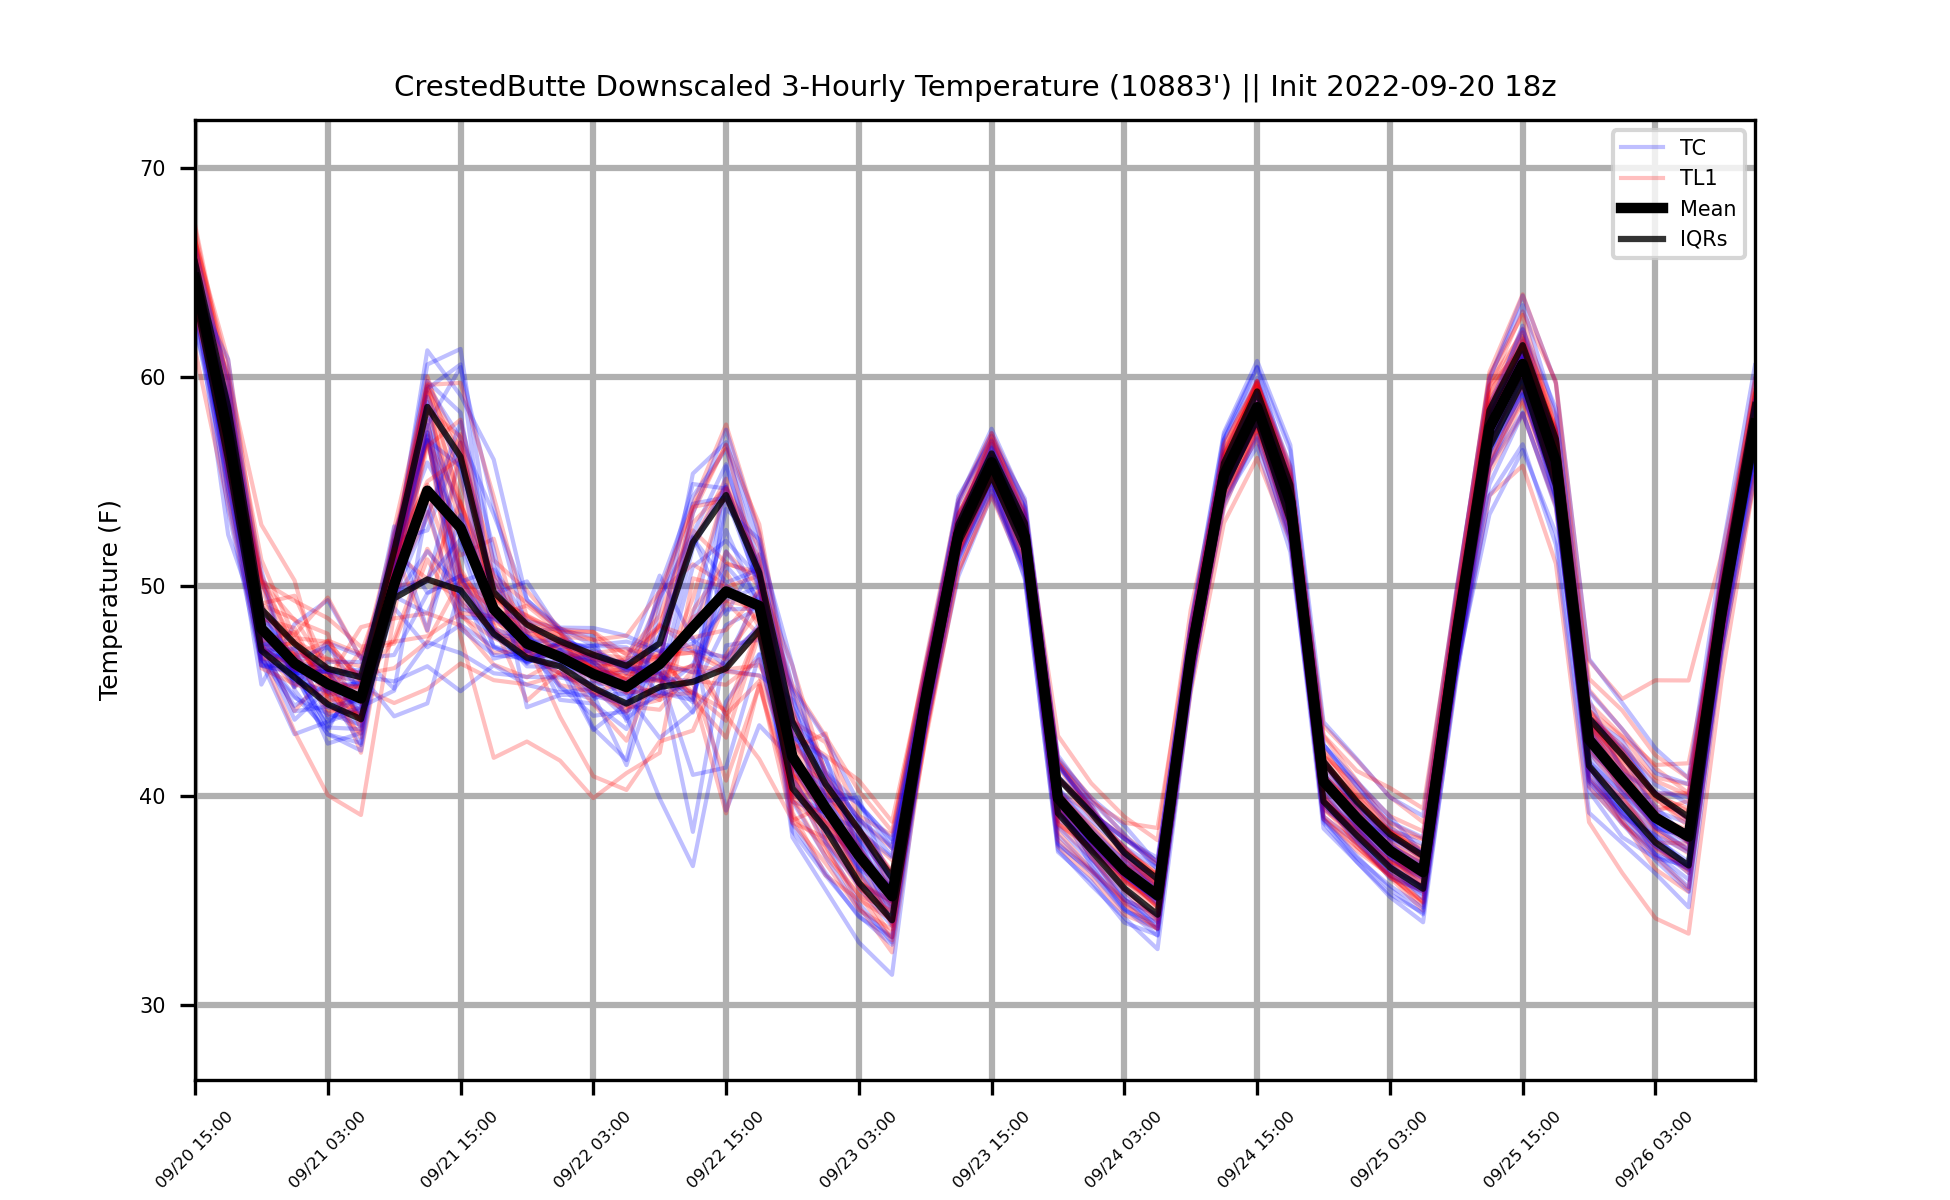 CrestedButte Downscaled 3-Hourly Temperature (10883') || Init 2022-09-20 18z
TC
TL1
Mean
IQRs
Temperature (F)
70
60
50
40
30
09/20 15:00
09/21 03:00
09/21 15:00
09/22 03:00
09/22 15:00
09/23 03:00
09/23 15:00
09/24 03:00
09/24 15:00
09/25 03:00
09/25 15:00
09/26 03:00